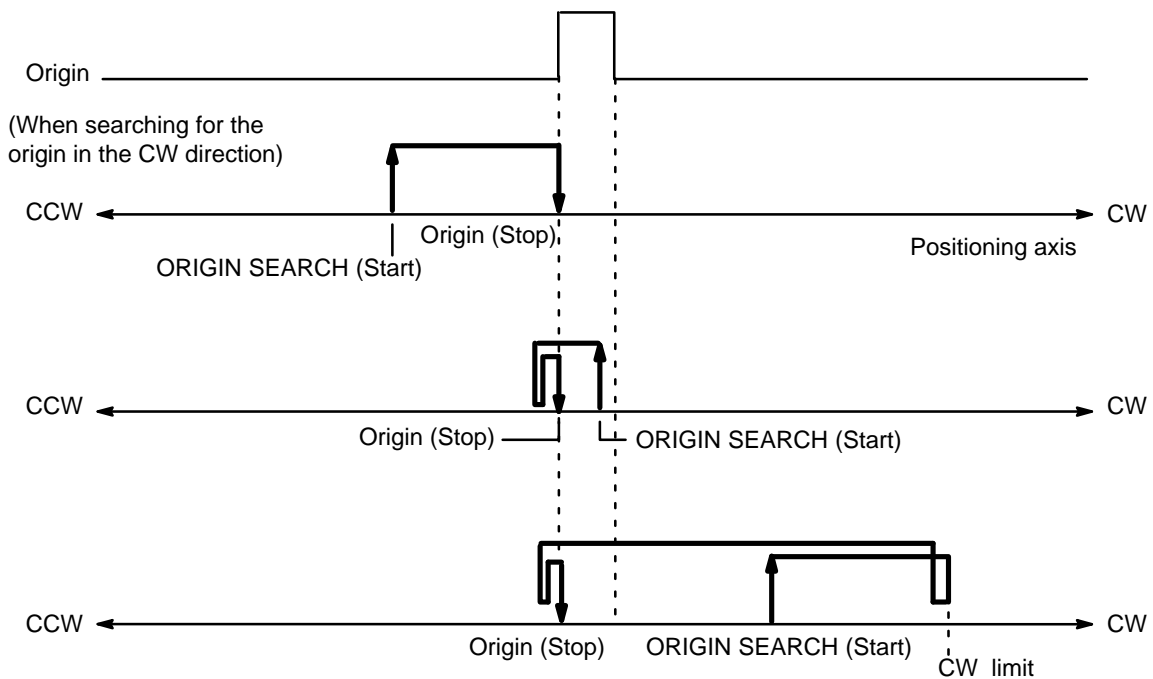 Origin
(When searching for the
origin in the CW direction)
CCW
CW
Origin (Stop)
Positioning axis
ORIGIN SEARCH (Start)
CCW
CW
Origin (Stop)
ORIGIN SEARCH (Start)
CCW
CW
Origin (Stop)
ORIGIN SEARCH (Start)
CW limit